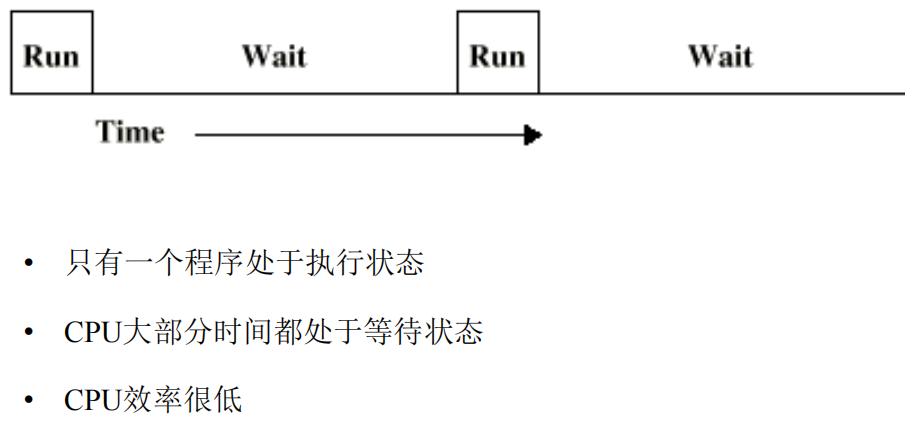 Run Wait Run Wait
Time
• 只有一个程序处于执行状态
• CPU大部分时间都处于等待状态
• CPU效率很低